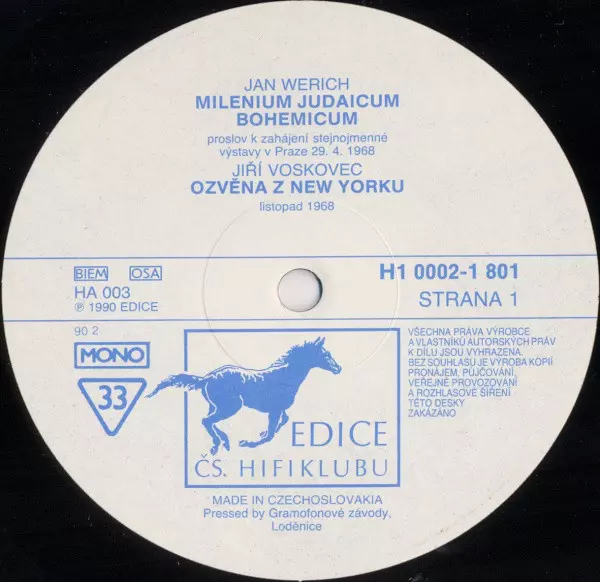 JAN WERICH
MILENIUM JUDAICUM
BOHEMICUM
proslov k zahájení stejnojmenné
výstavy v Praze 29. 4. 1968
JIŘÍ VOSKOVEC
OZVĚNA Z NEW YORKU
listopad 1968
BIEM OSA
HA 003
℗ 1990 EDICE
H1 0002-1 801
STRANA 1
90 2
MONO
33
VŠECHNA PRÁVA VÝROBCE
A VLASTNÍKŮ AUTORSKÝCH PRÁV
K DÍLU JSOU VYHRAZENA.
BEZ SOUHLASU JE VÝROBA KOPIÍ
PRONÁJEM, PŮJČOVÁNÍ,
VEŘEJNÉ PROVOZOVÁNÍ
A ROZHLASOVÉ ŠÍŘENÍ
TÉTO DESKY
ZAKÁZÁNO
EDICE
ČS. HIFIKLUBU
MADE IN CZECHOSLOVAKIA
Pressed by Gramofonové závody,
Loděnice